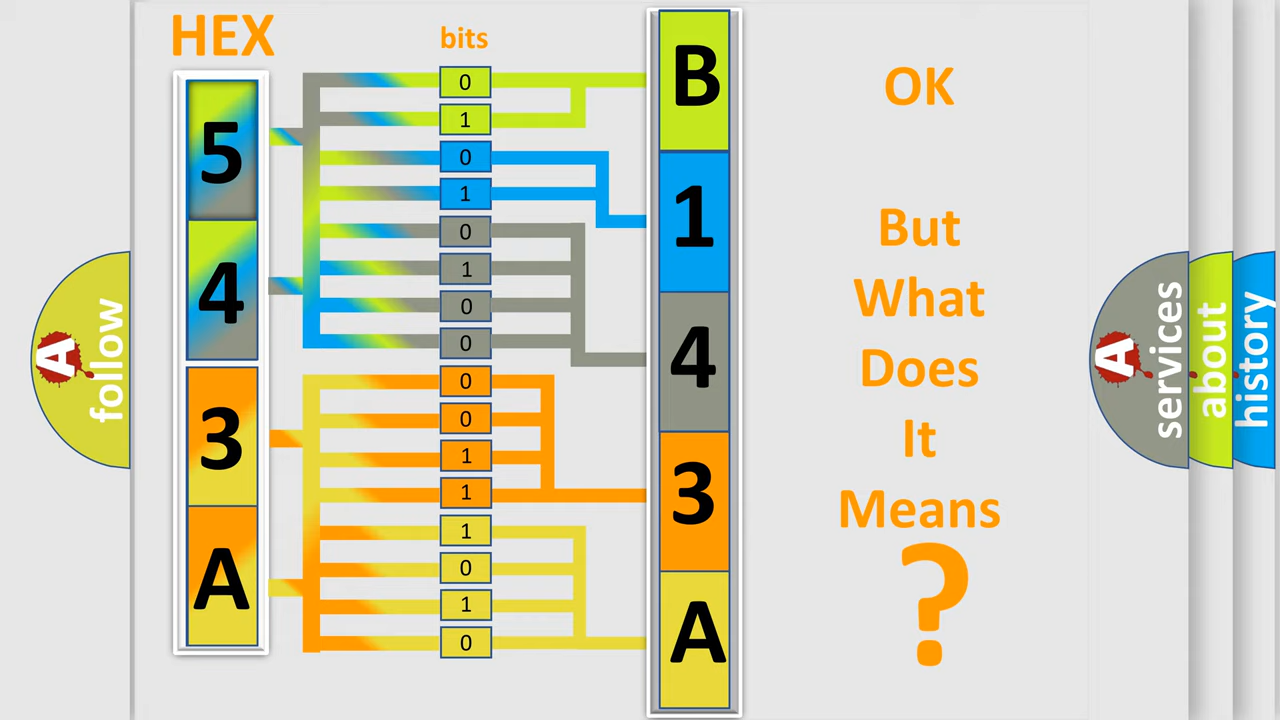 HEX
bits
5
4
3
A
0
1
0
1
0
1
0
0
0
0
1
1
1
0
1
0
B
1
4
3
A
OK
But
What
Does
It
Means
?
A
follow
A
services
about
history